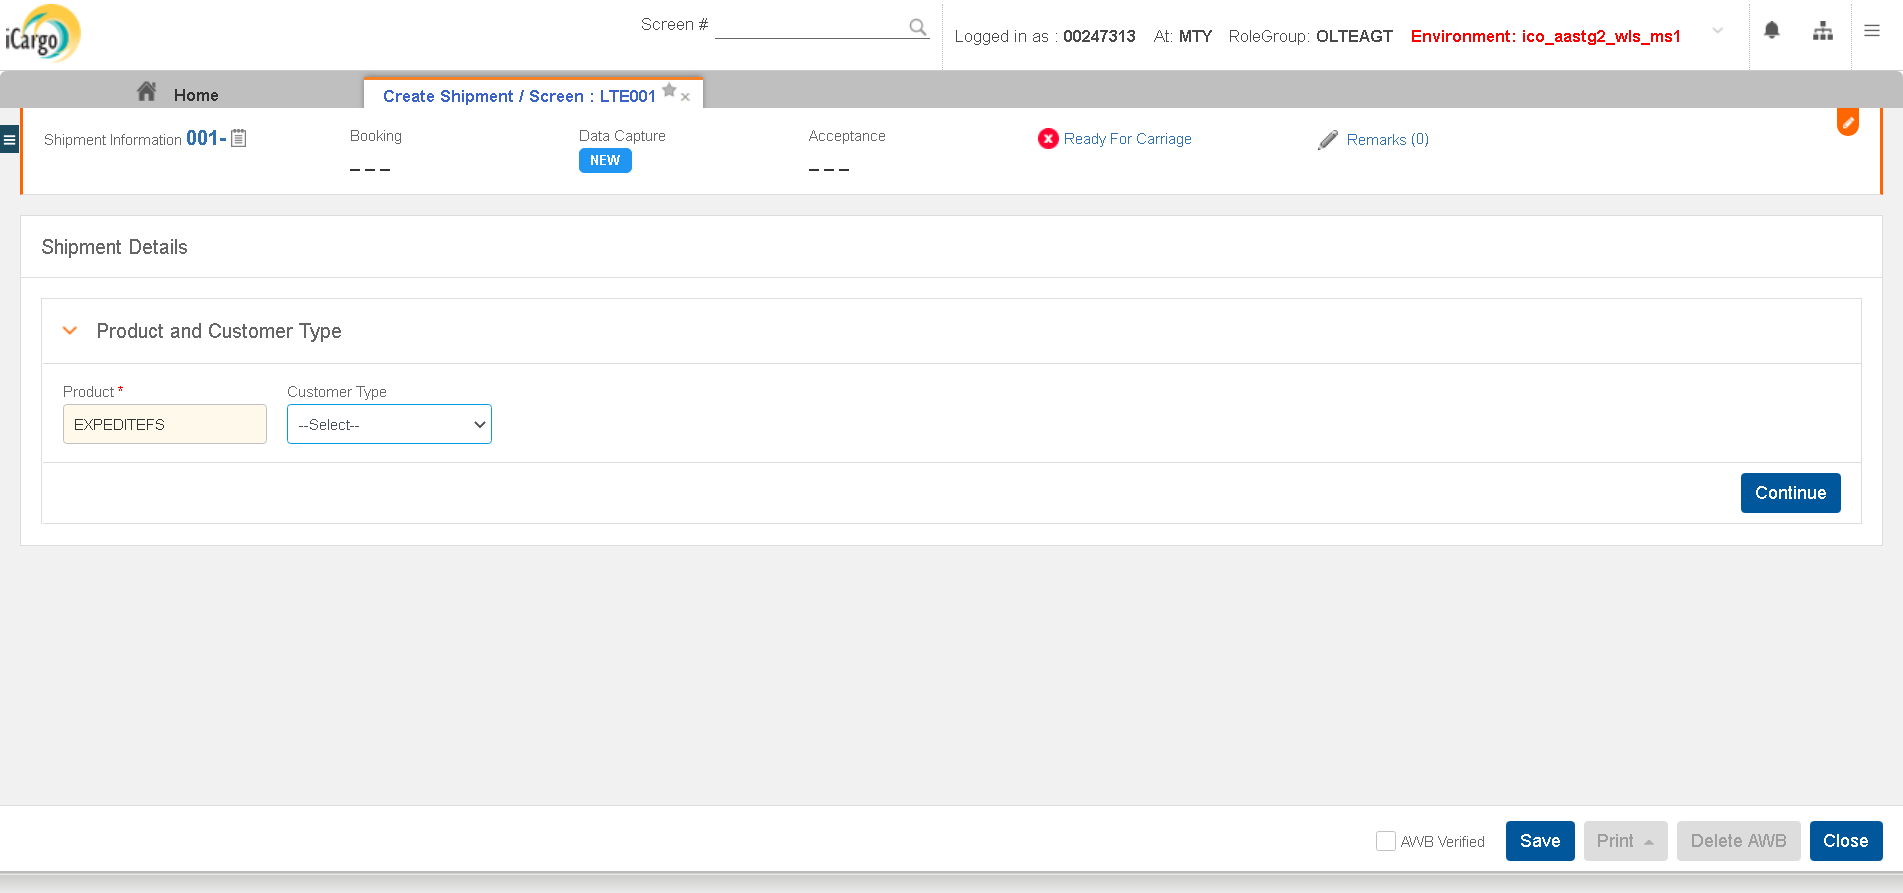 iCargo
Screen #
Logged in as : 00247313 At: MTY RoleGroup: OLTEAGT Environment: ico_aastg2_wls_ms1
Home
Create Shipment / Screen : LTE001
Shipment Information 001-
Booking
Data Capture
Acceptance
Ready For Carriage
Remarks (0)
_ _ _
NEW
_ _ _
Shipment Details
Product and Customer Type
Product *
Customer Type
EXPEDITEFS
--Select--
Continue
AWB Verified
Save
Print
Delete AWB
Close